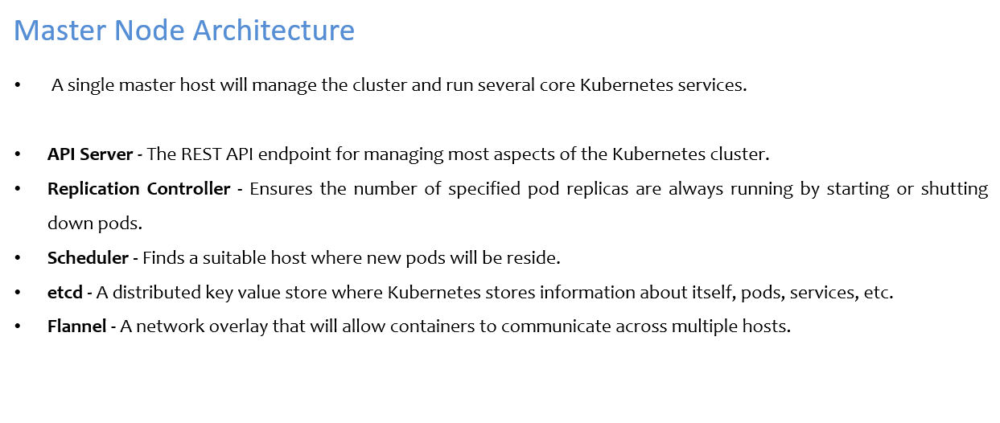 Master Node Architecture
• A single master host will manage the cluster and run several core Kubernetes services.
• API Server - The REST API endpoint for managing most aspects of the Kubernetes cluster.
• Replication Controller - Ensures the number of specified pod replicas are always running by starting or shutting
down pods.
• Scheduler - Finds a suitable host where new pods will be reside.
• etcd - A distributed key value store where Kubernetes stores information about itself, pods, services, etc.
• Flannel - A network overlay that will allow containers to communicate across multiple hosts.